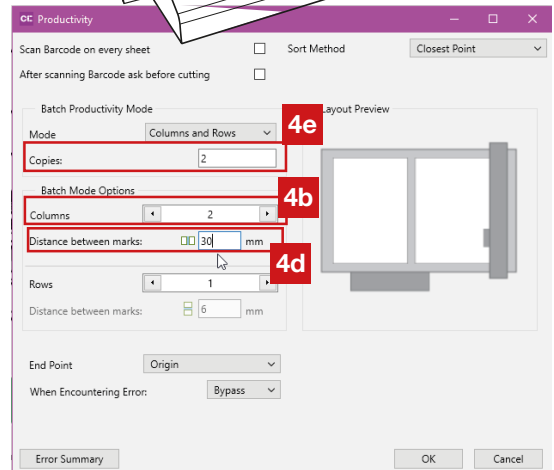 CC Productivity
Scan Barcode on every sheet
Sort Method
Closest Point
After scanning Barcode ask before cutting
Batch Productivity Mode
Layout Preview
4e
Mode
Columns and Rows
Copies:
2
Batch Mode Options
4b
Columns
2
Distance between marks:
30
mm
4d
Rows
1
Distance between marks:
6
mm
End Point
Origin
When Encountering Error:
Bypass
Error Summary
OK
Cancel